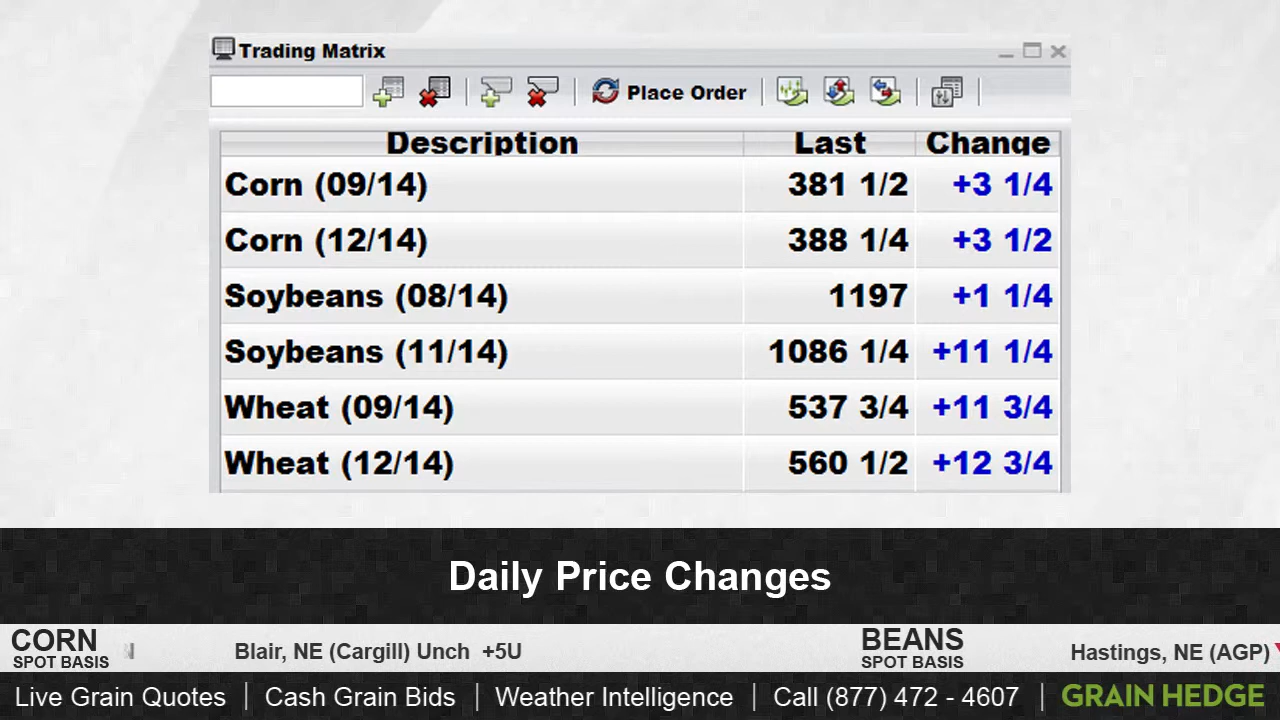 Trading Matrix
Place Order
Description Last Change
Corn (09/14) 381 1/2 +3 1/4
Corn (12/14) 388 1/4 +3 1/2
Soybeans (08/14) 1197 +1 1/4
Soybeans (11/14) 1086 1/4 +11 1/4
Wheat (09/14) 537 3/4 +11 3/4
Wheat (12/14) 560 1/2 +12 3/4
Daily Price Changes
CORN
SPOT BASIS
Blair, NE (Cargill) Unch +5U
BEANS
SPOT BASIS
Hastings, NE (AGP)
Live Grain Quotes | Cash Grain Bids | Weather Intelligence | Call (877) 472 - 4607 | GRAIN HEDGE